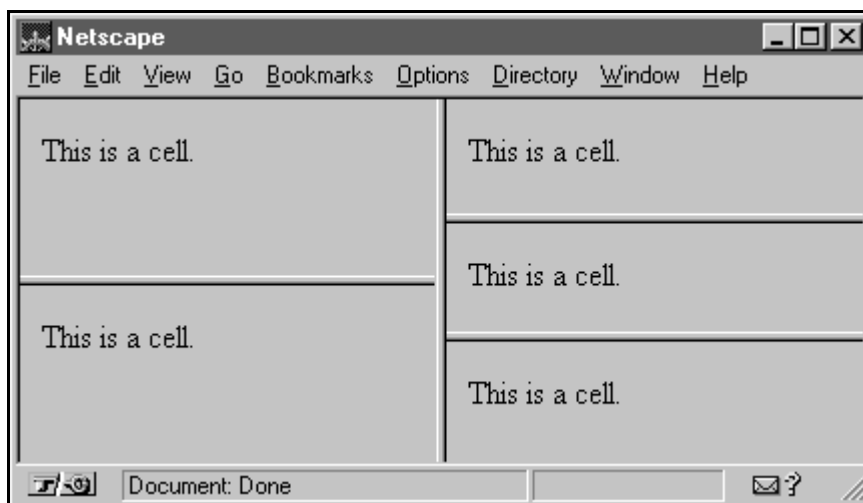 Netscape
File Edit View Go Bookmarks Options Directory Window Help
This is a cell.
This is a cell.
This is a cell.
This is a cell.
This is a cell.
Document: Done
?